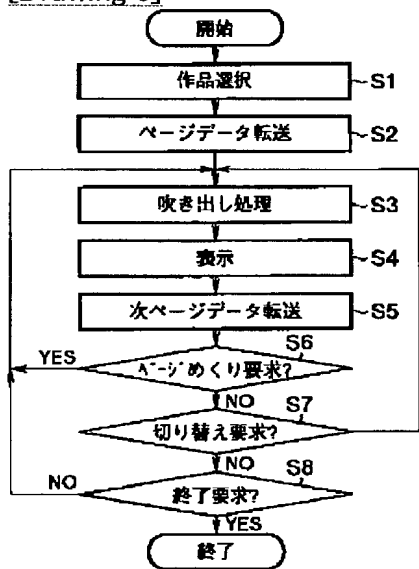 開始
作品選択 S1
ページデータ転送 S2
吹き出し処理 S3
表示 S4
次ページデータ転送 S5
S6
YES ページめくり要求?
NO S7
切り替え要求?
NO NO S8
終了要求?
YES
終了